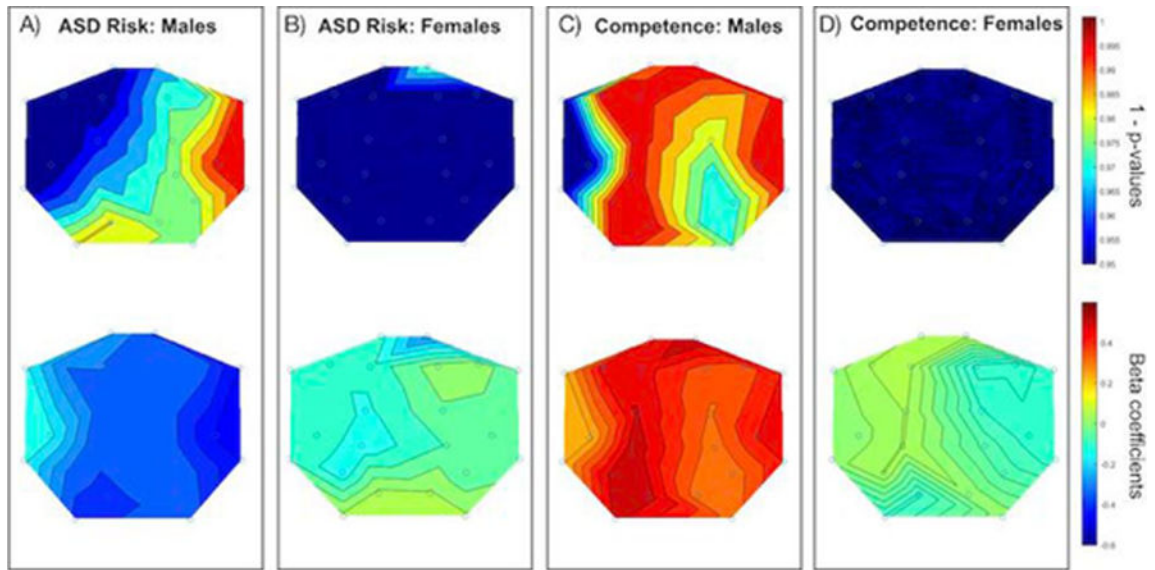 A) ASD Risk: Males
B) ASD Risk: Females
C) Competence: Males
D) Competence: Females
1
0.995
0.99
0.985
0.98
0.975
0.97
0.965
0.96
0.955
0.95
1 - p-values
0.4
0.2
0
-0.2
-0.4
-0.6
Beta coefficients